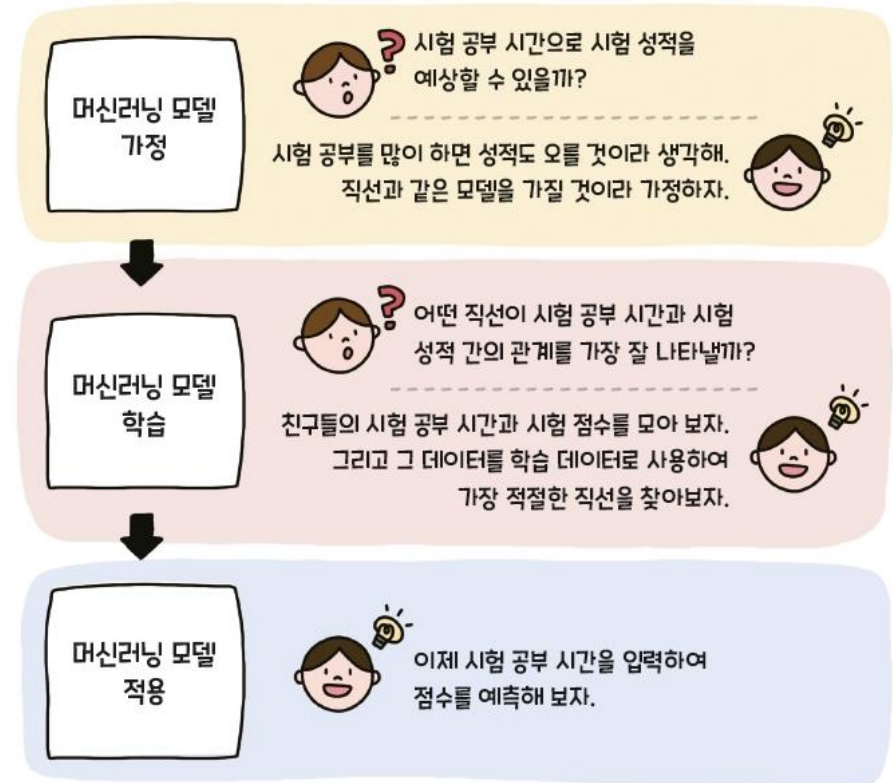 머신러닝 모델
가정
시험 공부 시간으로 시험 성적을
예상할 수 있을까?
시험 공부를 많이 하면 성적도 오를 것이라 생각해.
직선과 같은 모델을 가질 것이라 가정하자.
머신러닝 모델
학습
어떤 직선이 시험 공부 시간과 시험
성적 간의 관계를 가장 잘 나타낼까?
친구들의 시험 공부 시간과 시험 점수를 모아 보자.
그리고 그 데이터를 학습 데이터로 사용하여
가장 적절한 직선을 찾아보자.
머신러닝 모델
적용
이제 시험 공부 시간을 입력하여
점수를 예측해 보자.